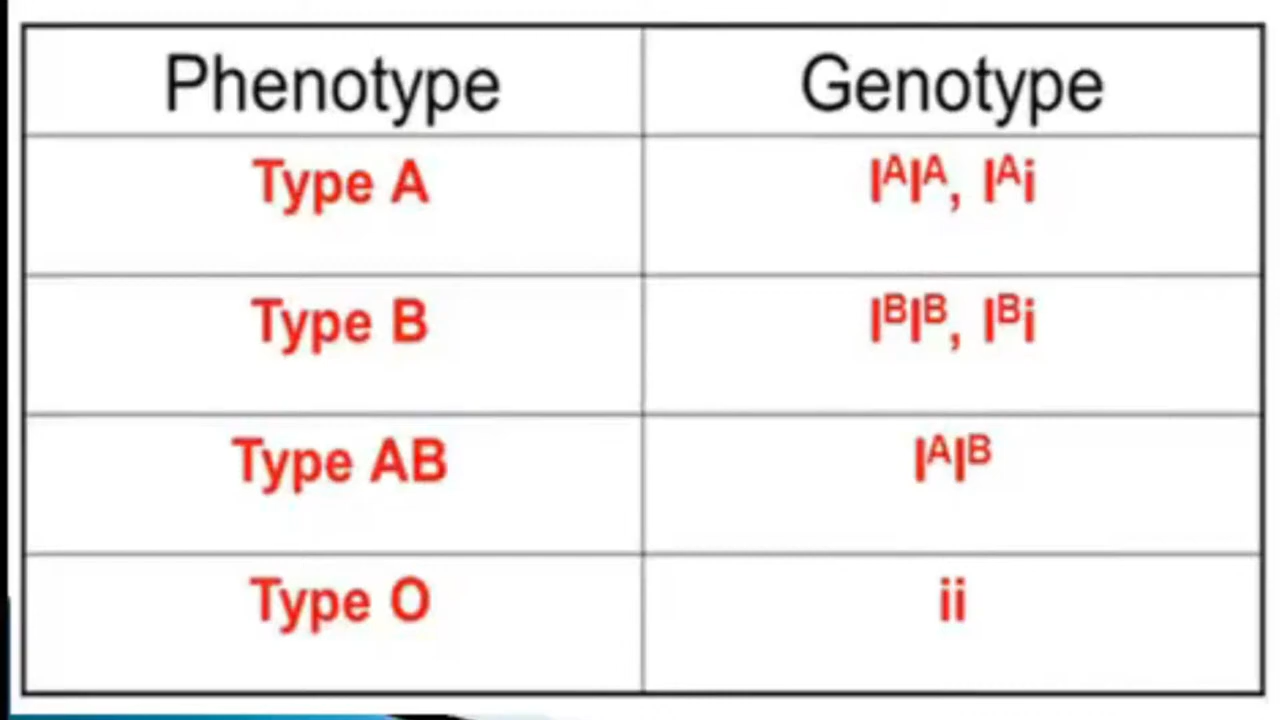 Phenotype Genotype
Type A IᴬIᴬ, Iᴬi
Type B IᴮIᴮ, Iᴮi
Type AB IᴬIᴮ
Type O ii